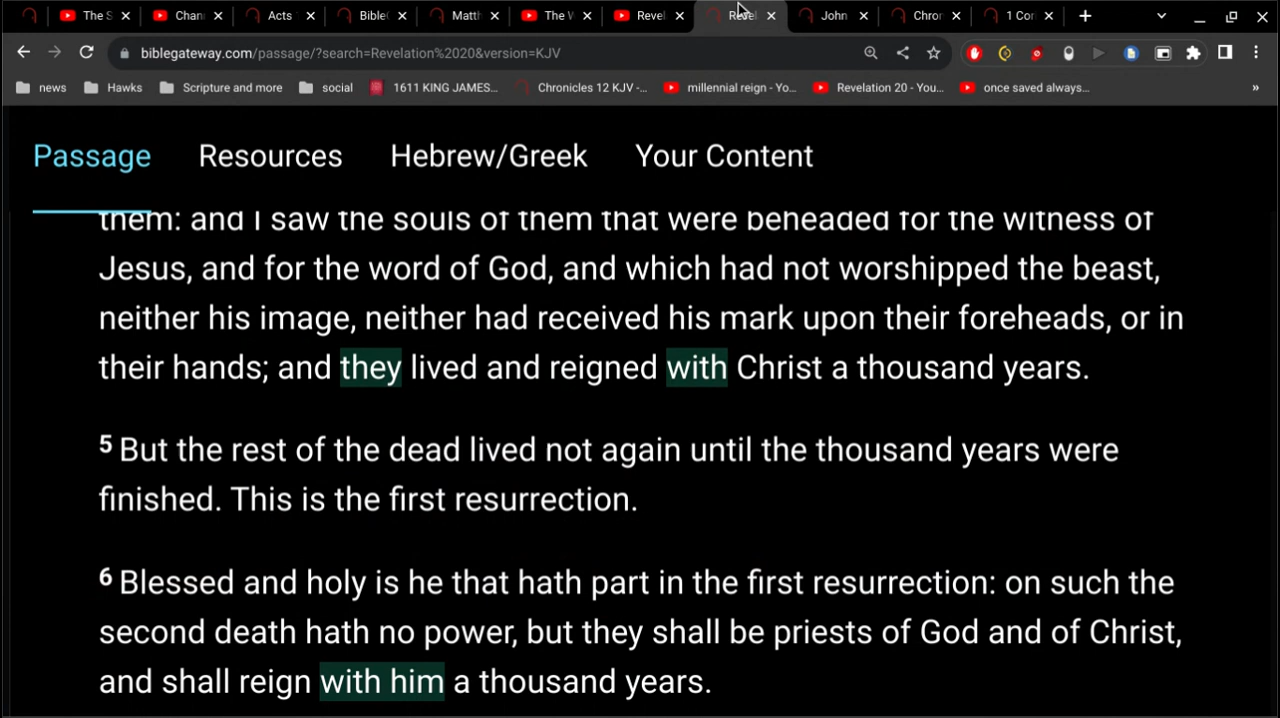 The S
Chan
Acts
Bible(
Matt
The V
Revel
Revel
John
Chror
1 Cor
biblegateway.com/passage/?search=Revelation%2020&version=KJV
news
Hawks
Scripture and more
social
1611 KING JAMES...
Chronicles 12 KJV -...
millennial reign - Yo...
Revelation 20 - You...
once saved always...
»
Passage
Resources
Hebrew/Greek
Your Content
them: and I saw the souls of them that were beheaded for the witness of
Jesus, and for the word of God, and which had not worshipped the beast,
neither his image, neither had received his mark upon their foreheads, or in
their hands; and they lived and reigned with Christ a thousand years.
5 But the rest of the dead lived not again until the thousand years were
finished. This is the first resurrection.
6 Blessed and holy is he that hath part in the first resurrection: on such the
second death hath no power, but they shall be priests of God and of Christ,
and shall reign with him a thousand years.